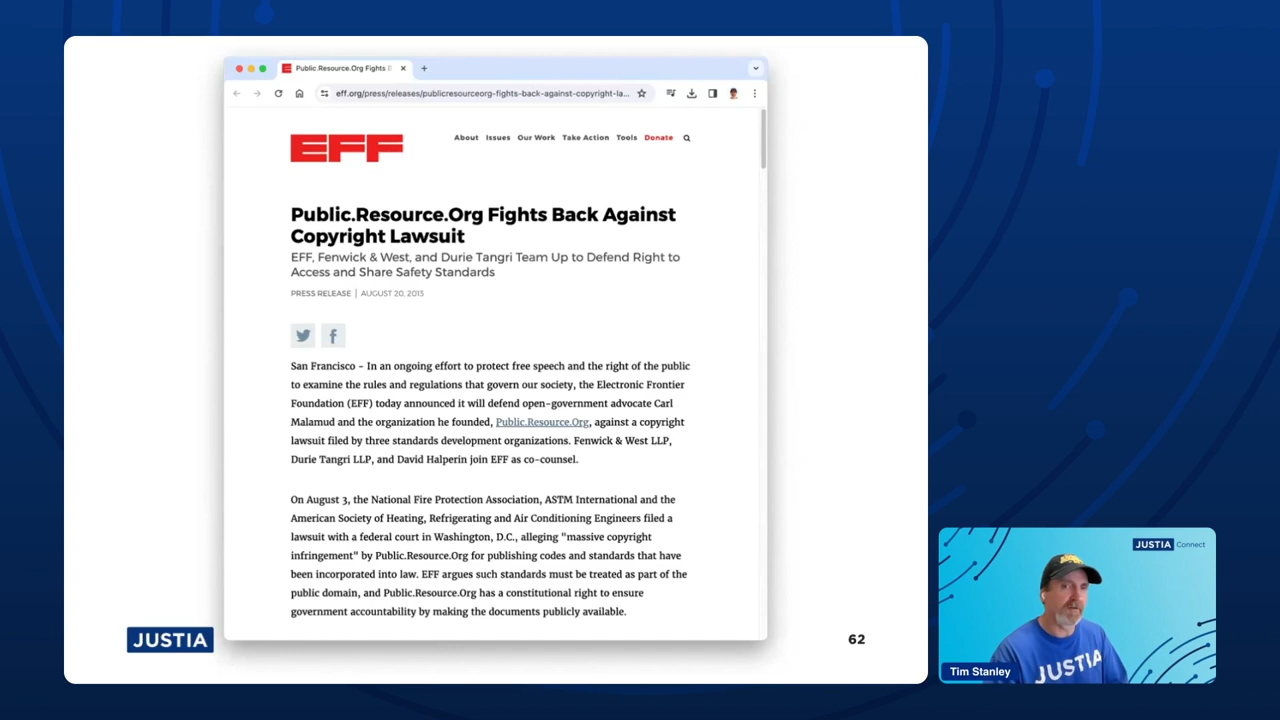 Public.Resource.Org Fights B
eff.org/press/releases/publicresourceorg-fights-back-against-copyright-la...
EFF
About Issues Our Work Take Action Tools Donate
Public.Resource.Org Fights Back Against
Copyright Lawsuit
EFF, Fenwick & West, and Durie Tangri Team Up to Defend Right to
Access and Share Safety Standards
PRESS RELEASE | AUGUST 20, 2013
San Francisco - In an ongoing effort to protect free speech and the right of the public
to examine the rules and regulations that govern our society, the Electronic Frontier
Foundation (EFF) today announced it will defend open-government advocate Carl
Malamud and the organization he founded, Public.Resource.Org, against a copyright
lawsuit filed by three standards development organizations. Fenwick & West LLP,
Durie Tangri LLP, and David Halperin join EFF as co-counsel.
On August 3, the National Fire Protection Association, ASTM International and the
American Society of Heating, Refrigerating and Air Conditioning Engineers filed a
lawsuit with a federal court in Washington, D.C., alleging "massive copyright
infringement" by Public.Resource.Org for publishing codes and standards that have
been incorporated into law. EFF argues such standards must be treated as part of the
public domain, and Public.Resource.Org has a constitutional right to ensure
government accountability by making the documents publicly available.
JUSTIA
62
JUSTIA Connect
JUSTIA
Tim Stanley